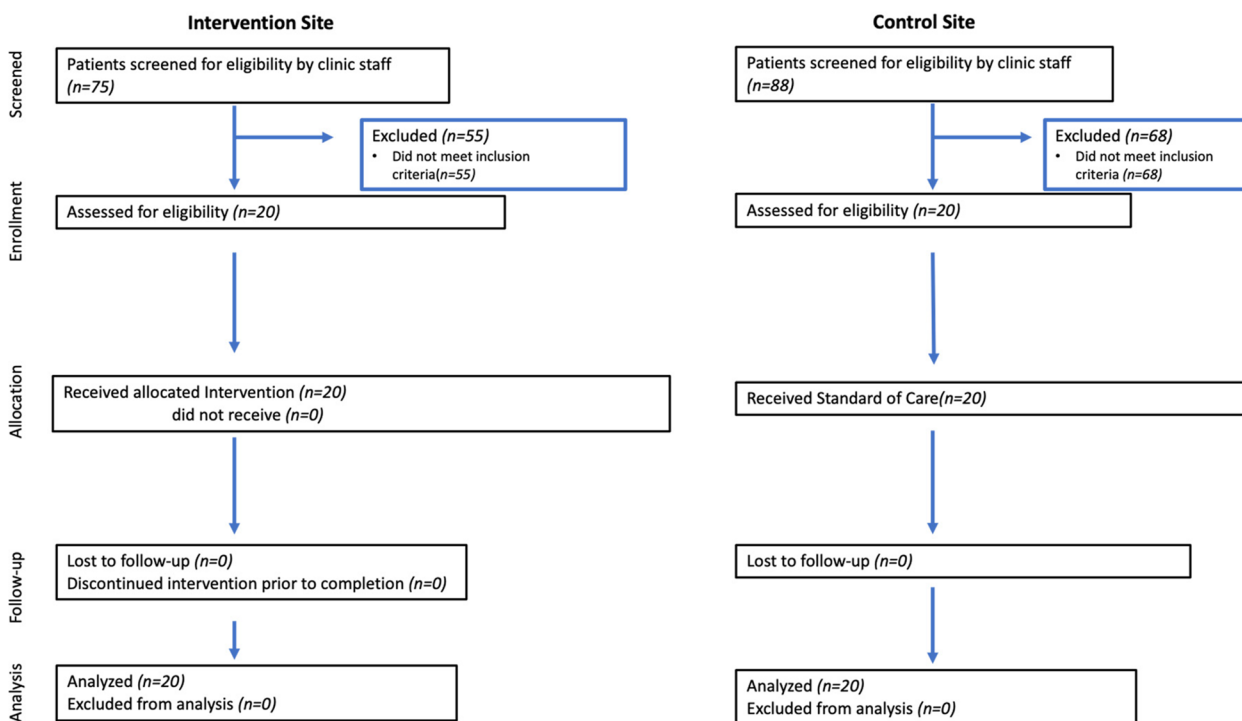 Intervention Site
Control Site
Screened
Patients screened for eligibility by clinic staff
(n=75)
Patients screened for eligibility by clinic staff
(n=88)
Excluded (n=55)
• Did not meet inclusion
criteria(n=55)
Excluded (n=68)
• Did not meet inclusion
criteria (n=68)
Enrollment
Assessed for eligibility (n=20)
Assessed for eligibility (n=20)
Allocation
Received allocated Intervention (n=20)
did not receive (n=0)
Received Standard of Care(n=20)
Follow-up
Lost to follow-up (n=0)
Discontinued intervention prior to completion (n=0)
Lost to follow-up (n=0)
Analysis
Analyzed (n=20)
Excluded from analysis (n=0)
Analyzed (n=20)
Excluded from analysis (n=0)